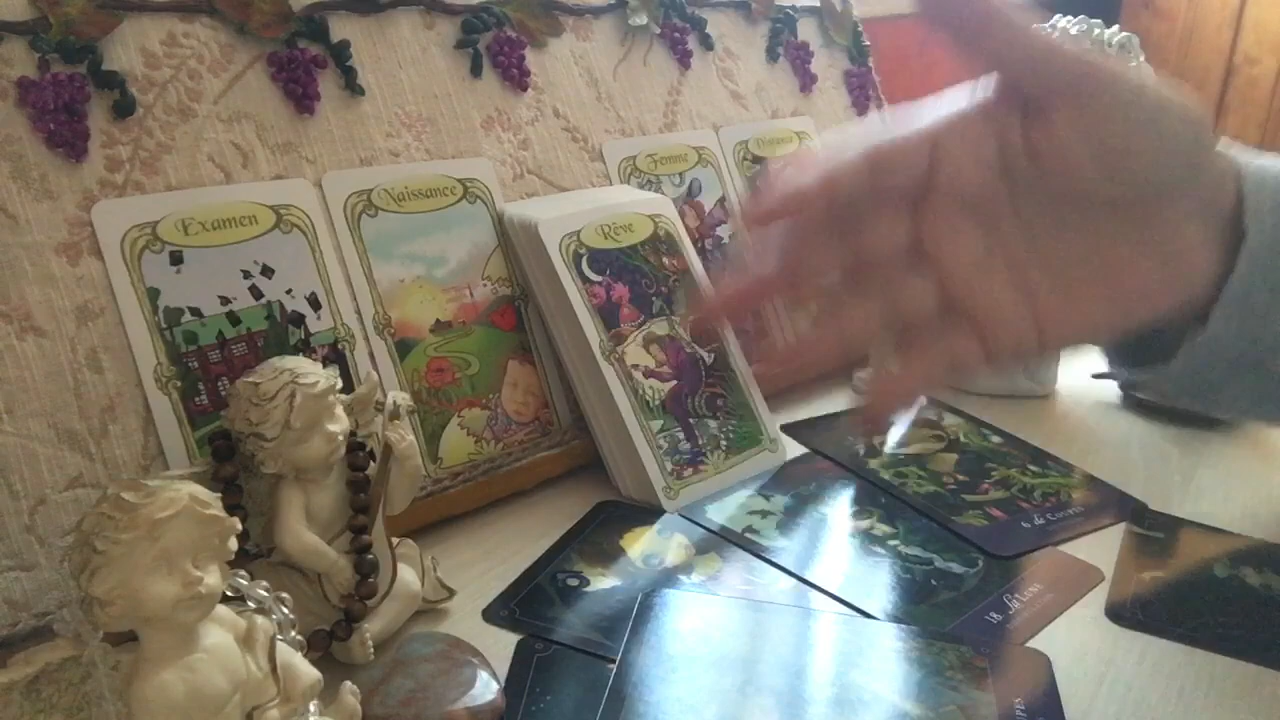 Examen
Naissance
Rêve
Femme
6 de Coupes
18. La Lune